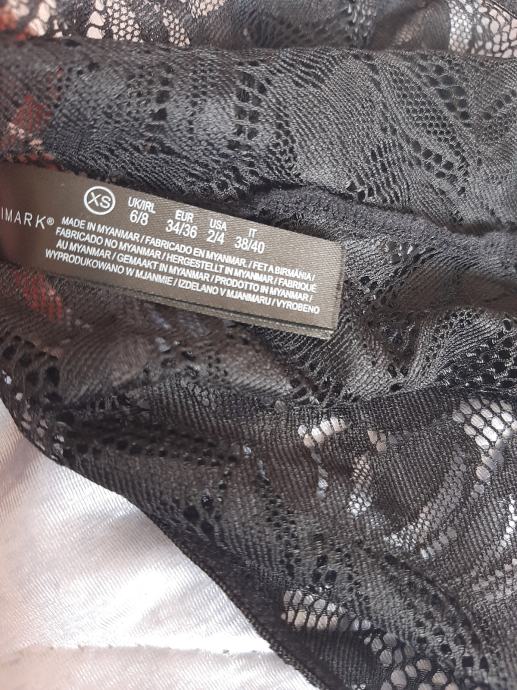 XS
UK/IRL EUR USA IT
6/8 34/36 2/4 38/40
IMARK®
MADE IN MYANMAR / FABRICADO EN MYANMAR. / FET A BIRMÀNIA /
FABRICADO NO MYANMAR / HERGESTELLT IN MYANMAR / FABRIQUÉ
AU MYANMAR / GEMAAKT IN MYANMAR / PRODOTTO IN MYANMAR /
WYPRODUKOWANO W MJANMIE / IZDELANO V MJANMARU / VYROBENO